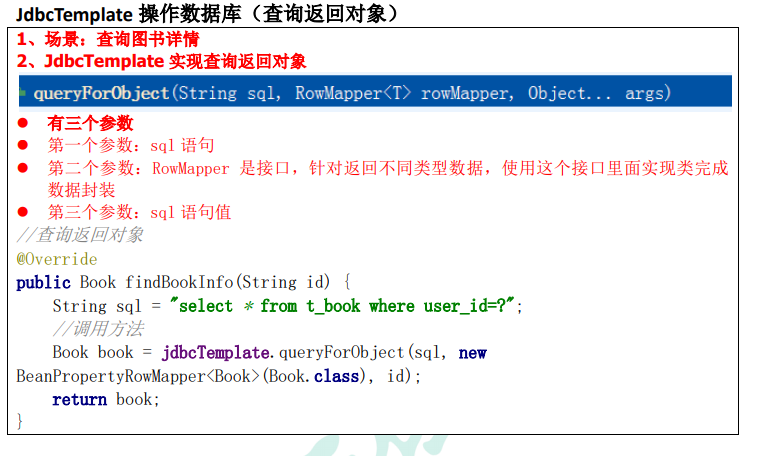 JdbcTemplate 操作数据库（查询返回对象）
1、场景：查询图书详情
2、JdbcTemplate 实现查询返回对象
queryForObject(String sql, RowMapper<T> rowMapper, Object... args)
● 有三个参数
● 第一个参数：sql 语句
● 第二个参数：RowMapper 是接口，针对返回不同类型数据，使用这个接口里面实现类完成
数据封装
● 第三个参数：sql 语句值
//查询返回对象
@Override
public Book findBookInfo(String id) {
    String sql = "select * from t_book where user_id=?";
    //调用方法
    Book book = jdbcTemplate.queryForObject(sql, new
BeanPropertyRowMapper<Book>(Book.class), id);
    return book;
}